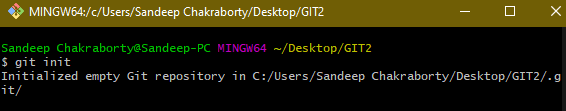 MINGW64:/c/Users/Sandeep Chakraborty/Desktop/GIT2
Sandeep Chakraborty@Sandeep-PC MINGW64 ~/Desktop/GIT2
$ git init
Initialized empty Git repository in C:/Users/Sandeep Chakraborty/Desktop/GIT2/.g
it/